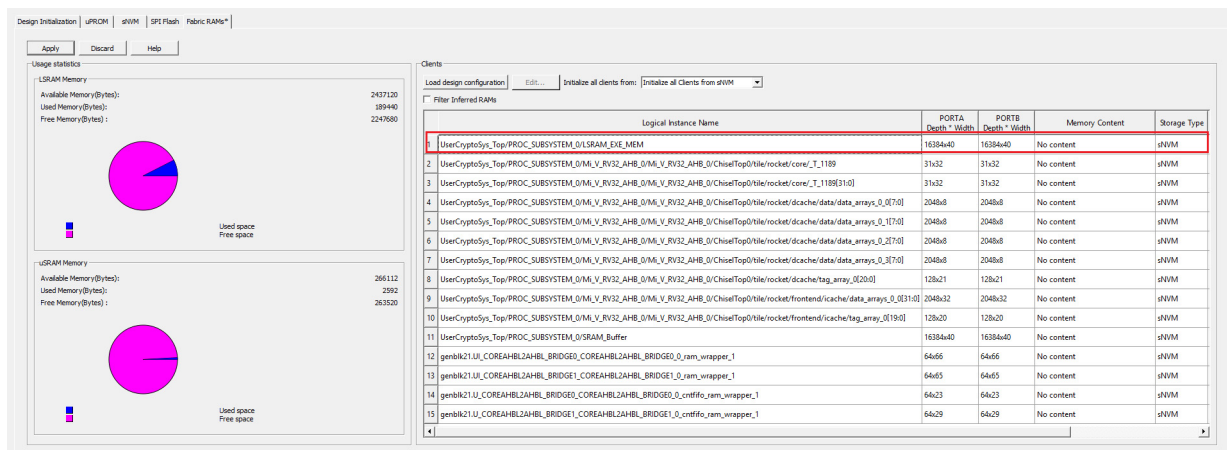 Design Initialization uPROM sNVM SPI Flash Fabric RAMs*
Apply Discard Help
Usage statistics
LSRAM Memory
Available Memory(Bytes): 2437120
Used Memory(Bytes): 189440
Free Memory(Bytes) : 2247680
Used space
Free space
uSRAM Memory
Available Memory(Bytes): 266112
Used Memory(Bytes): 2592
Free Memory(Bytes) : 263520
Used space
Free space
Clients
Load design configuration Edit... Initialize all clients from: Initialize all Clients from sNVM
Filter Inferred RAMs
Logical Instance Name PORTA Depth * Width PORTB Depth * Width Memory Content Storage Type
1 UserCryptoSys_Top/PROC_SUBSYSTEM_0/LSRAM_EXE_MEM 16384x40 16384x40 No content sNVM
2 UserCryptoSys_Top/PROC_SUBSYSTEM_0/Mi_V_RV32_AHB_0/Mi_V_RV32_AHB_0/ChiselTop0/tile/rocket/core/_T_1189 31x32 31x32 No content sNVM
3 UserCryptoSys_Top/PROC_SUBSYSTEM_0/Mi_V_RV32_AHB_0/Mi_V_RV32_AHB_0/ChiselTop0/tile/rocket/core/_T_1189[31:0] 31x32 31x32 No content sNVM
4 UserCryptoSys_Top/PROC_SUBSYSTEM_0/Mi_V_RV32_AHB_0/Mi_V_RV32_AHB_0/ChiselTop0/tile/rocket/dcache/data/data_arrays_0_0[7:0] 2048x8 2048x8 No content sNVM
5 UserCryptoSys_Top/PROC_SUBSYSTEM_0/Mi_V_RV32_AHB_0/Mi_V_RV32_AHB_0/ChiselTop0/tile/rocket/dcache/data/data_arrays_0_1[7:0] 2048x8 2048x8 No content sNVM
6 UserCryptoSys_Top/PROC_SUBSYSTEM_0/Mi_V_RV32_AHB_0/Mi_V_RV32_AHB_0/ChiselTop0/tile/rocket/dcache/data/data_arrays_0_2[7:0] 2048x8 2048x8 No content sNVM
7 UserCryptoSys_Top/PROC_SUBSYSTEM_0/Mi_V_RV32_AHB_0/Mi_V_RV32_AHB_0/ChiselTop0/tile/rocket/dcache/data/data_arrays_0_3[7:0] 2048x8 2048x8 No content sNVM
8 UserCryptoSys_Top/PROC_SUBSYSTEM_0/Mi_V_RV32_AHB_0/Mi_V_RV32_AHB_0/ChiselTop0/tile/rocket/dcache/tag_array_0[20:0] 128x21 128x21 No content sNVM
9 UserCryptoSys_Top/PROC_SUBSYSTEM_0/Mi_V_RV32_AHB_0/Mi_V_RV32_AHB_0/ChiselTop0/tile/rocket/frontend/icache/data_arrays_0_0[31:0] 2048x32 2048x32 No content sNVM
10 UserCryptoSys_Top/PROC_SUBSYSTEM_0/Mi_V_RV32_AHB_0/Mi_V_RV32_AHB_0/ChiselTop0/tile/rocket/frontend/icache/tag_array_0[19:0] 128x20 128x20 No content sNVM
11 UserCryptoSys_Top/PROC_SUBSYSTEM_0/SRAM_Buffer 16384x40 16384x40 No content sNVM
12 genblk21.UI_COREAHBL2AHBL_BRIDGE0_COREAHBL2AHBL_BRIDGE0_0_ram_wrapper_1 64x66 64x66 No content sNVM
13 genblk21.UI_COREAHBL2AHBL_BRIDGE1_COREAHBL2AHBL_BRIDGE1_0_ram_wrapper_1 64x65 64x65 No content sNVM
14 genblk21.U_COREAHBL2AHBL_BRIDGE0_COREAHBL2AHBL_BRIDGE0_0_cntfifo_ram_wrapper_1 64x23 64x23 No content sNVM
15 genblk21.U_COREAHBL2AHBL_BRIDGE1_COREAHBL2AHBL_BRIDGE1_0_cntfifo_ram_wrapper_1 64x29 64x29 No content sNVM